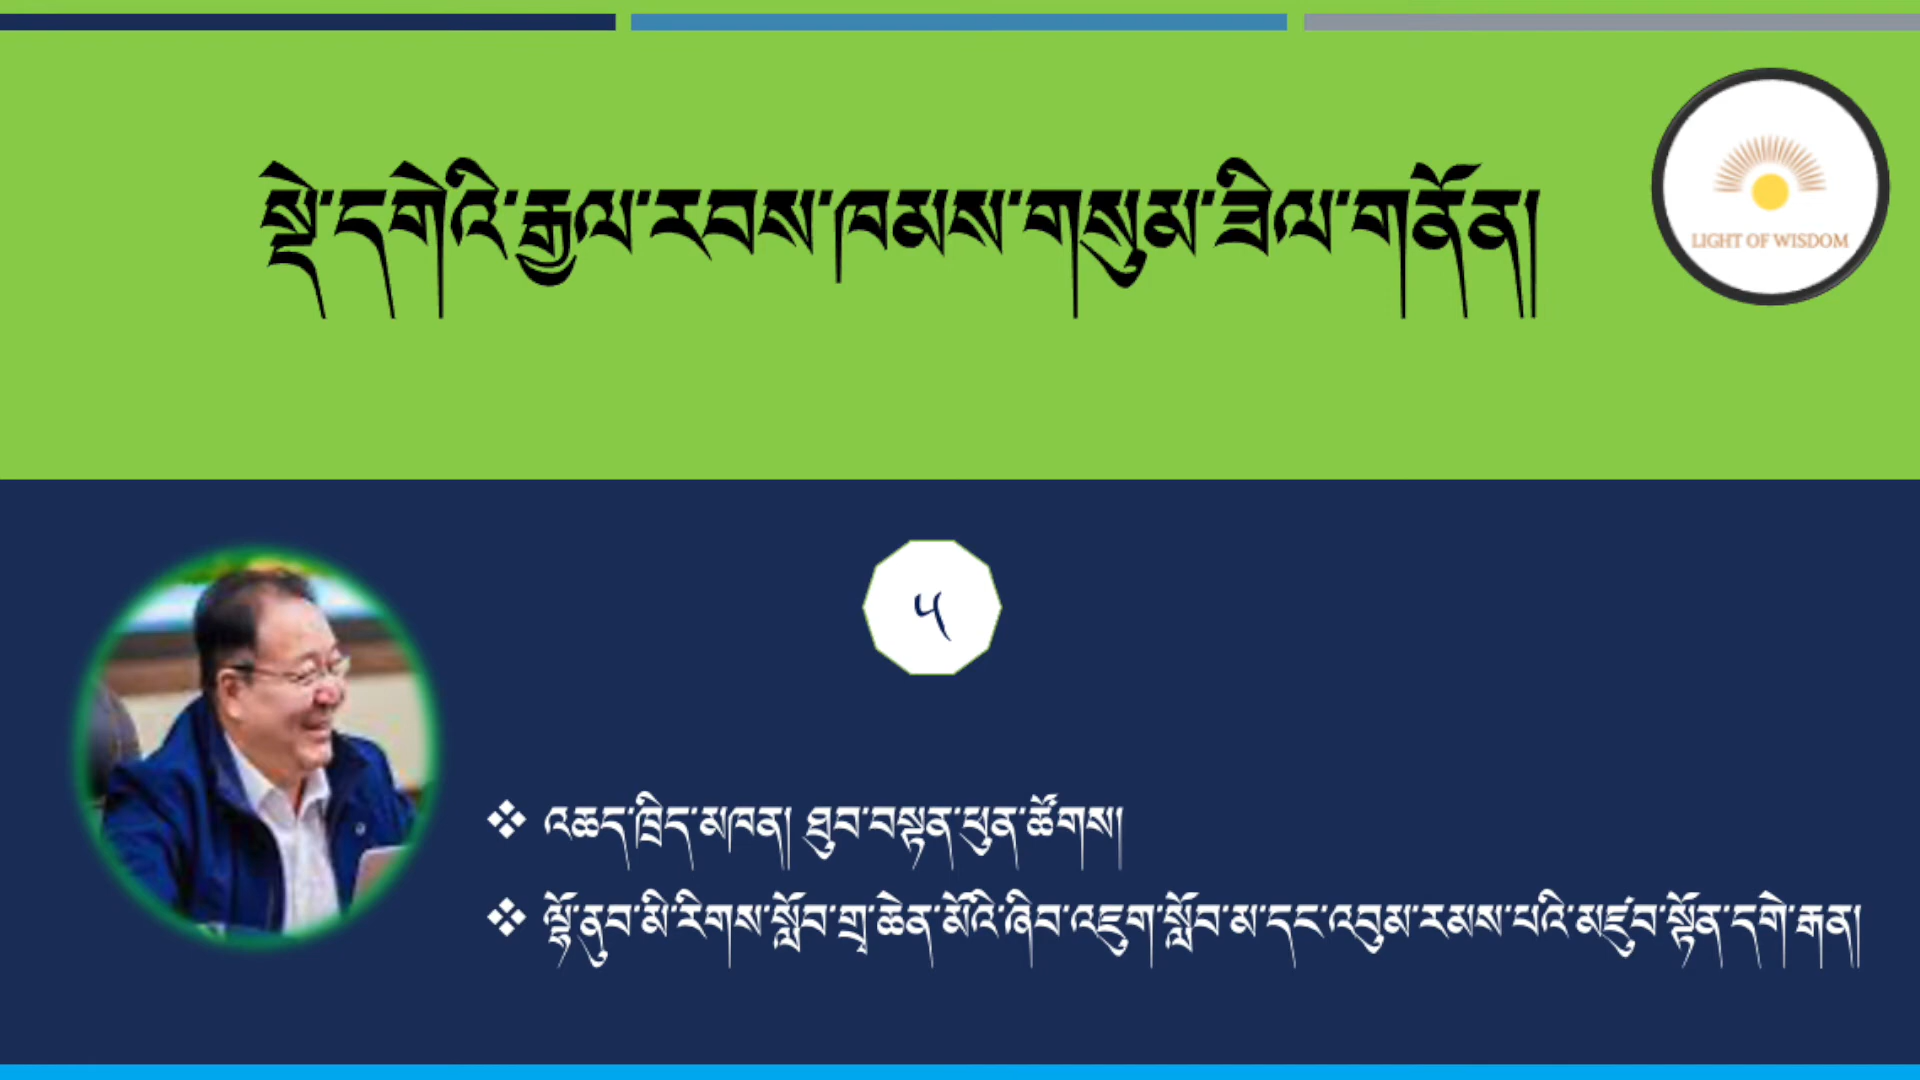 སྡེ་དགེའི་རྒྱལ་རབས་ཁམས་གསུམ་ཟིལ་གནོན།
LIGHT OF WISDOM
༥
❖ འཆད་ཁྲིད་མཁན། ཐུབ་བསྟན་ཕུན་ཚོགས།
❖ ལྷོ་ནུབ་མི་རིགས་སློབ་གྲྭ་ཆེན་མོའི་ཞིབ་འཇུག་སློབ་མ་དང་འབུམ་རམས་པའི་མཛུབ་སྟོན་དགེ་རྒན།